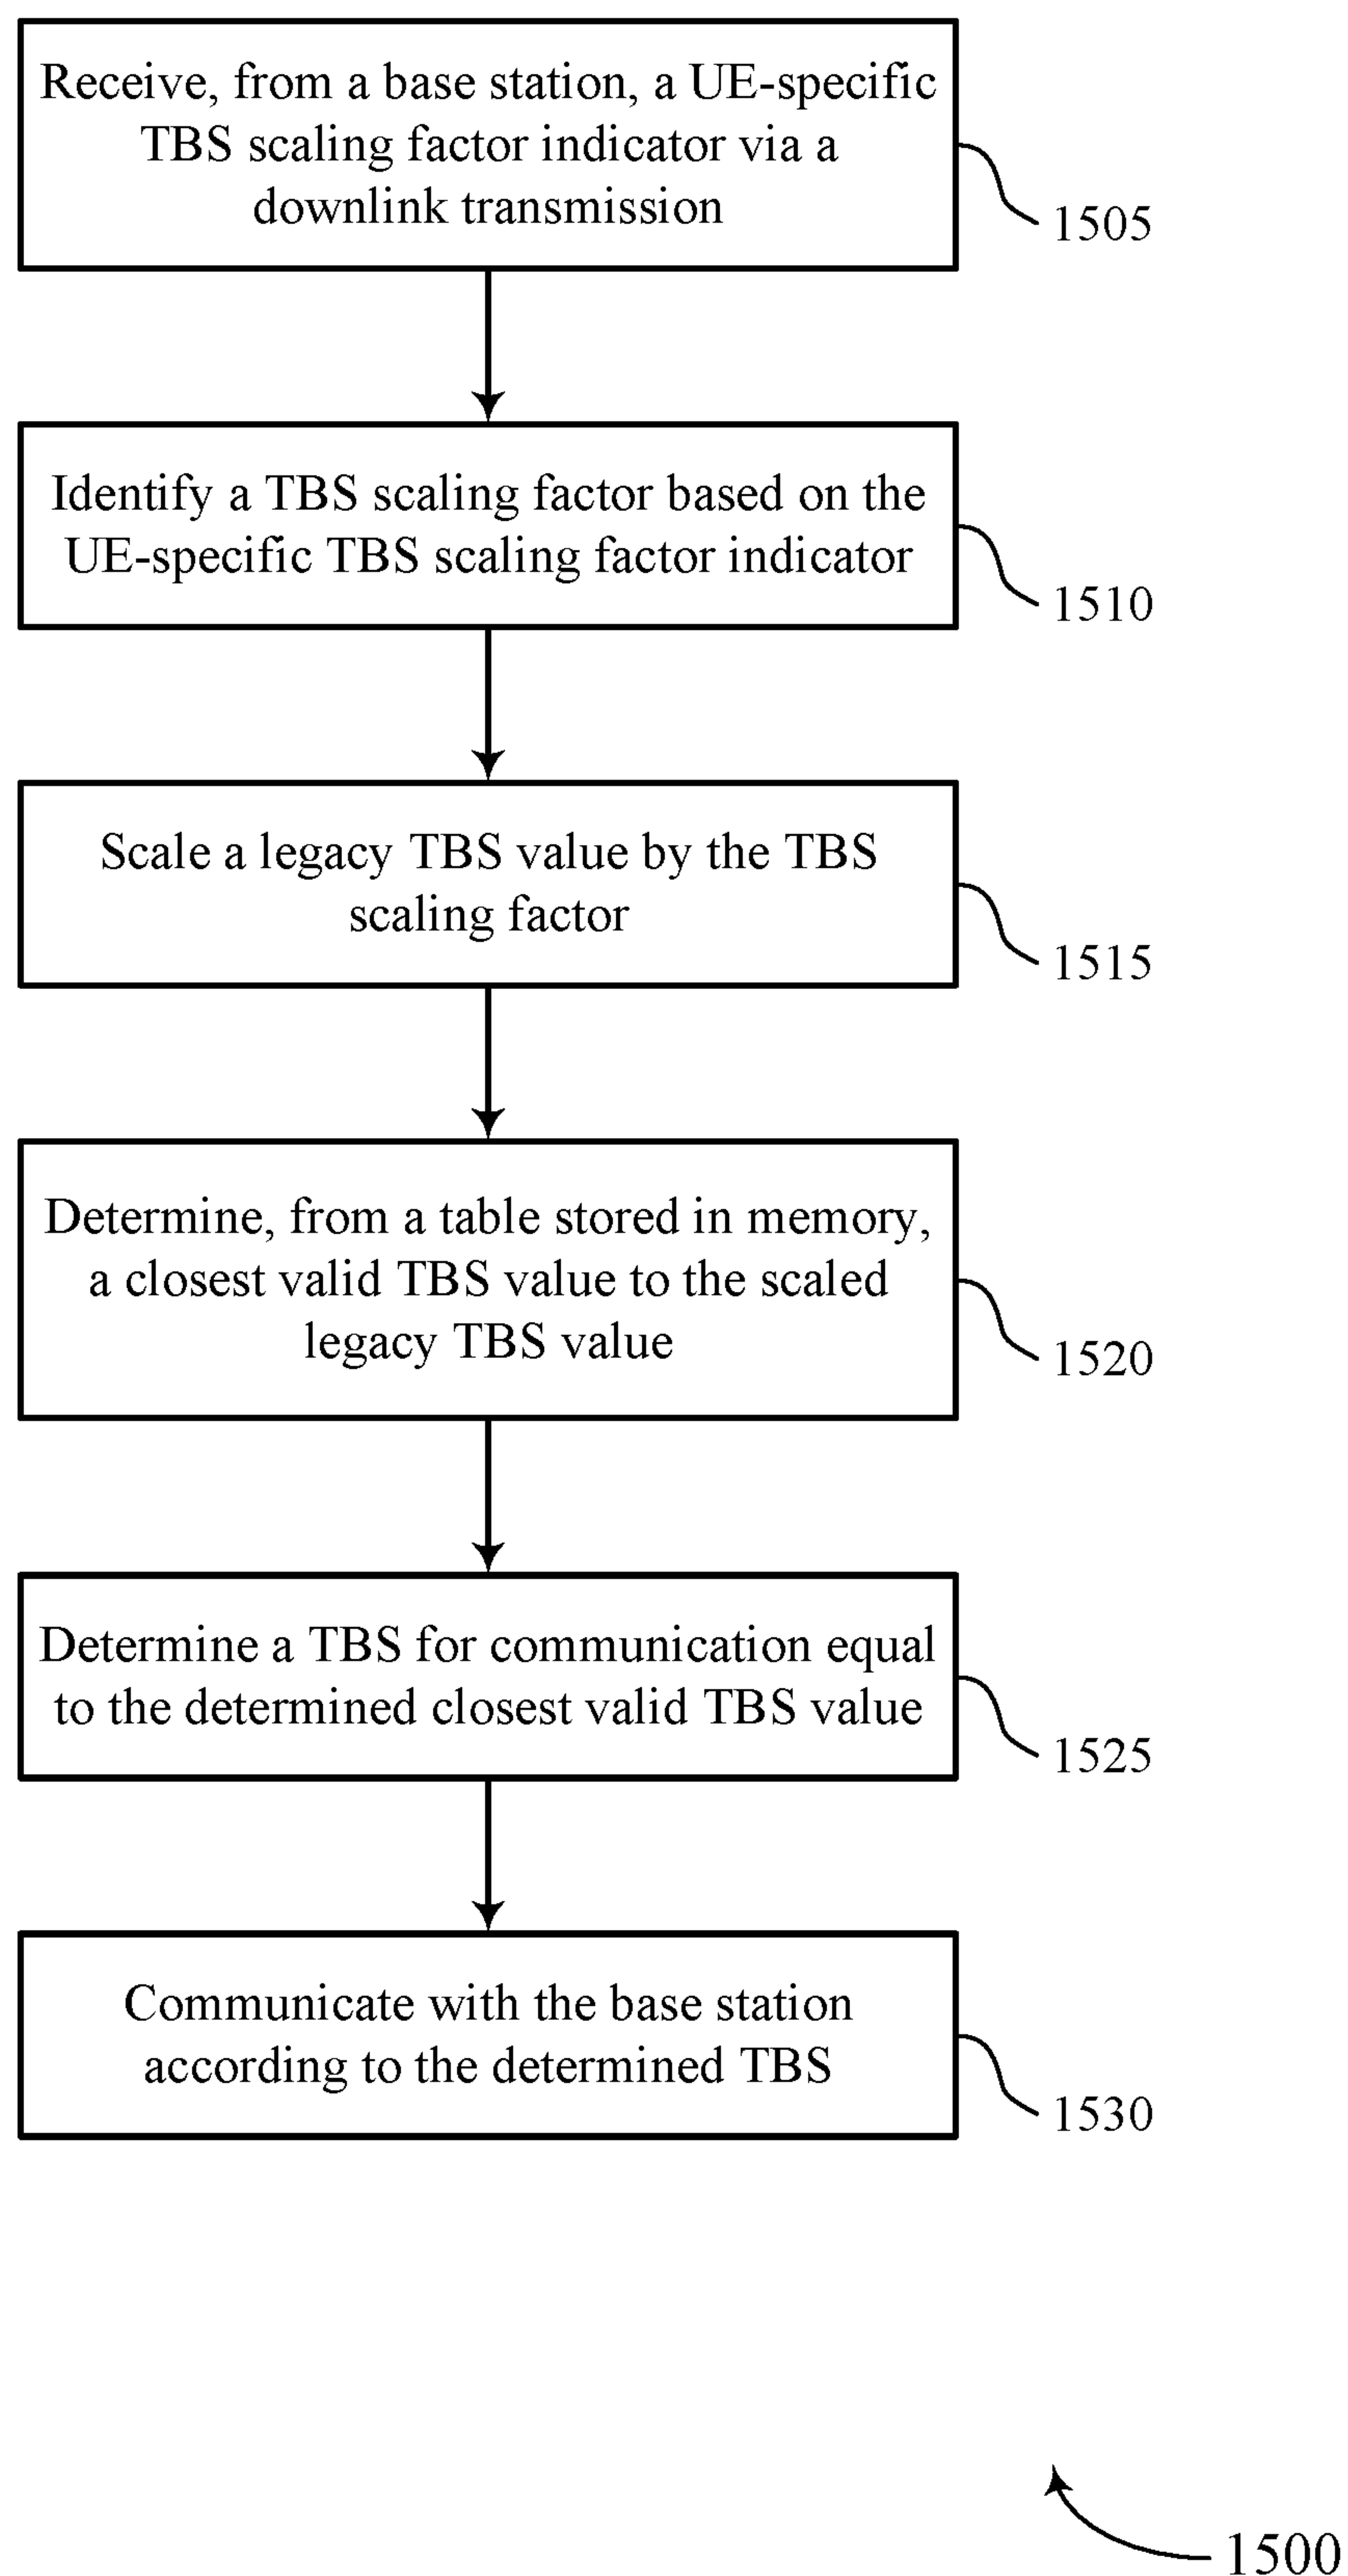 Receive, from a base station, a UE-specific
TBS scaling factor indicator via a
downlink transmission
1505
Identify a TBS scaling factor based on the
UE-specific TBS scaling factor indicator
1510
Scale a legacy TBS value by the TBS
scaling factor
1515
Determine, from a table stored in memory,
a closest valid TBS value to the scaled
legacy TBS value
1520
Determine a TBS for communication equal
to the determined closest valid TBS value
1525
Communicate with the base station
according to the determined TBS
1530
1500